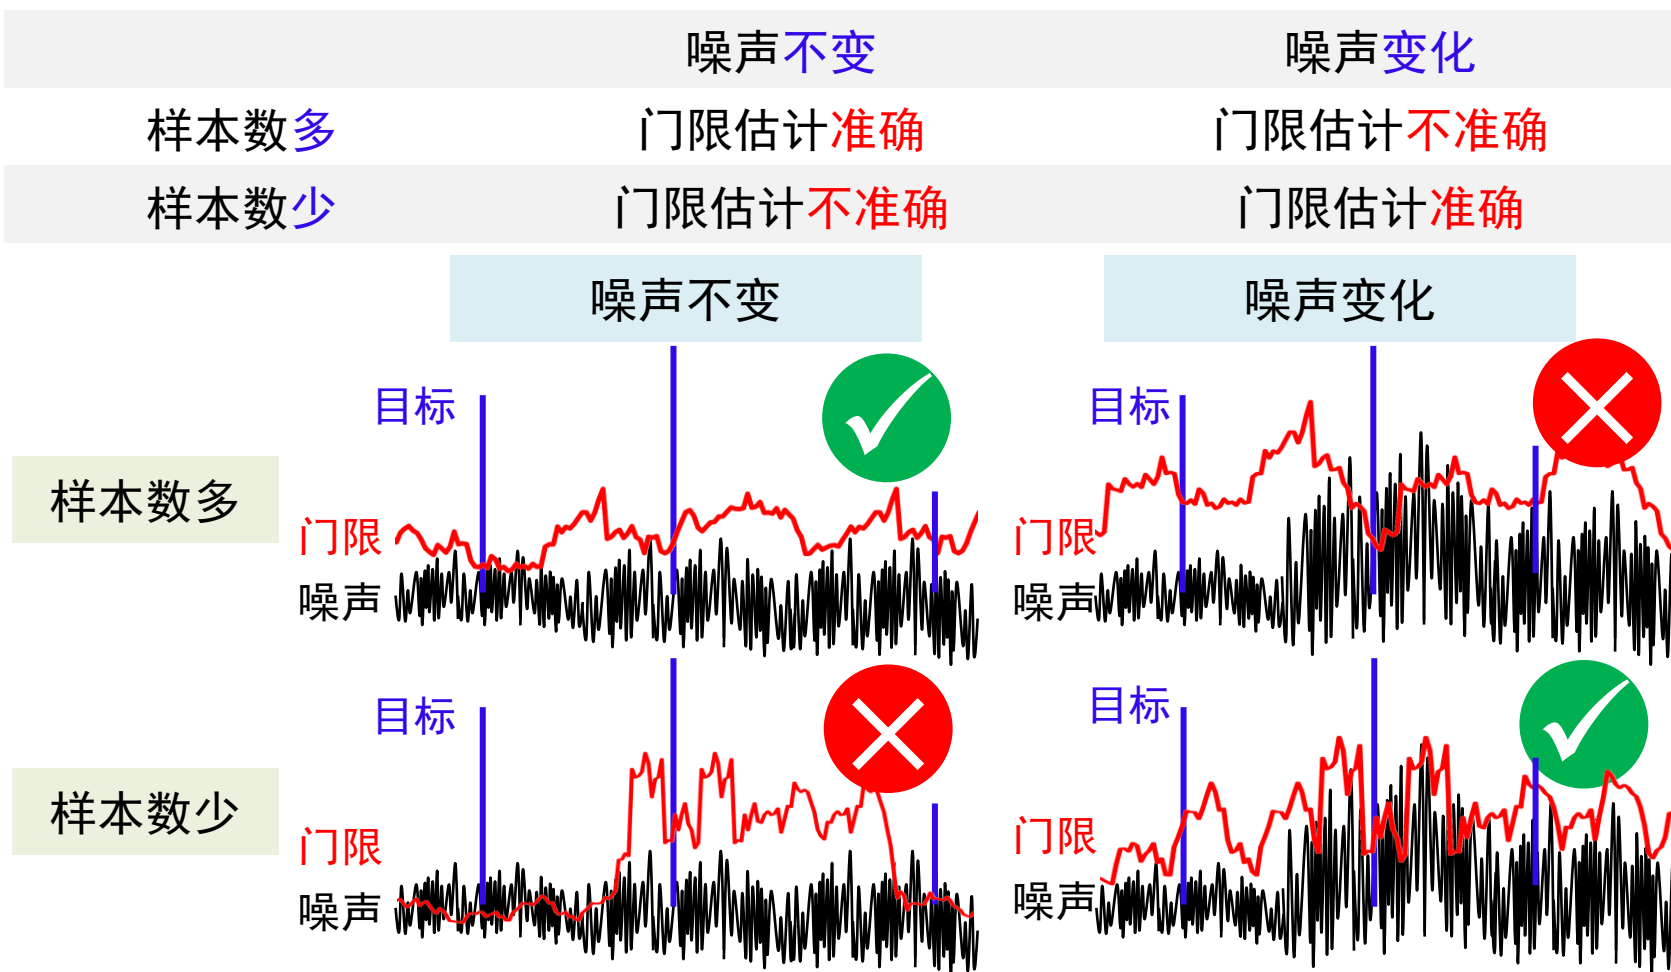 噪声不变 噪声变化
样本数多 门限估计准确 门限估计不准确
样本数少 门限估计不准确 门限估计准确
噪声不变 噪声变化
目标 目标
样本数多
门限 门限
噪声 噪声
目标 目标
样本数少
门限 门限
噪声 噪声